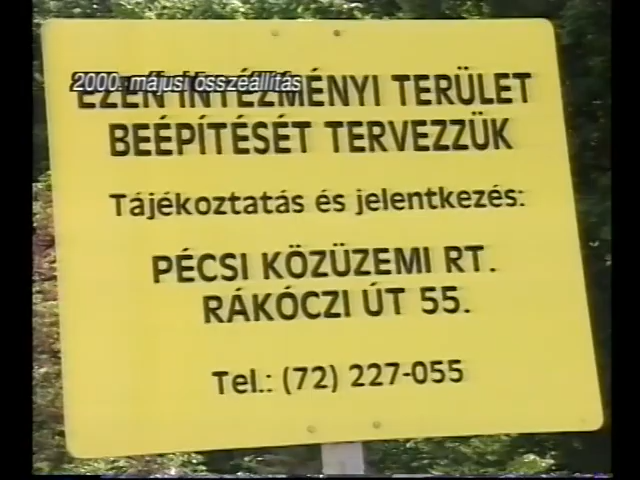 2000. májusi összeállítás
EZEN INTÉZMÉNYI TERÜLET
BEÉPÍTÉSÉT TERVEZZÜK
Tájékoztatás és jelentkezés:
PÉCSI KÖZÜZEMI RT.
RÁKÓCZI ÚT 55.
Tel.: (72) 227-055